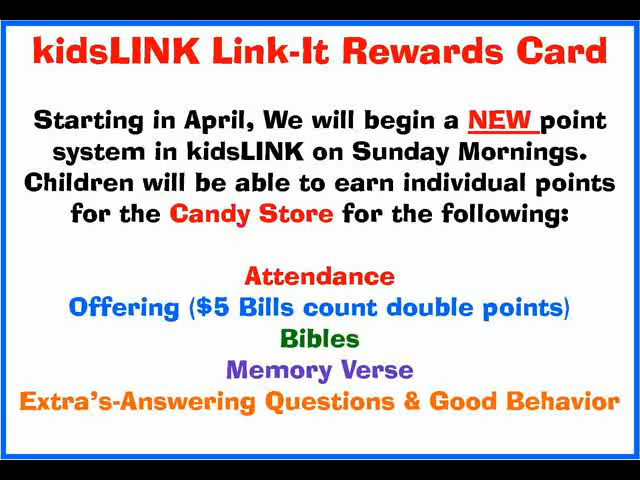 kidsLINK Link-It Rewards Card
Starting in April, We will begin a NEW point
system in kidsLINK on Sunday Mornings.
Children will be able to earn individual points
for the Candy Store for the following:
Attendance
Offering ($5 Bills count double points)
Bibles
Memory Verse
Extra's-Answering Questions & Good Behavior